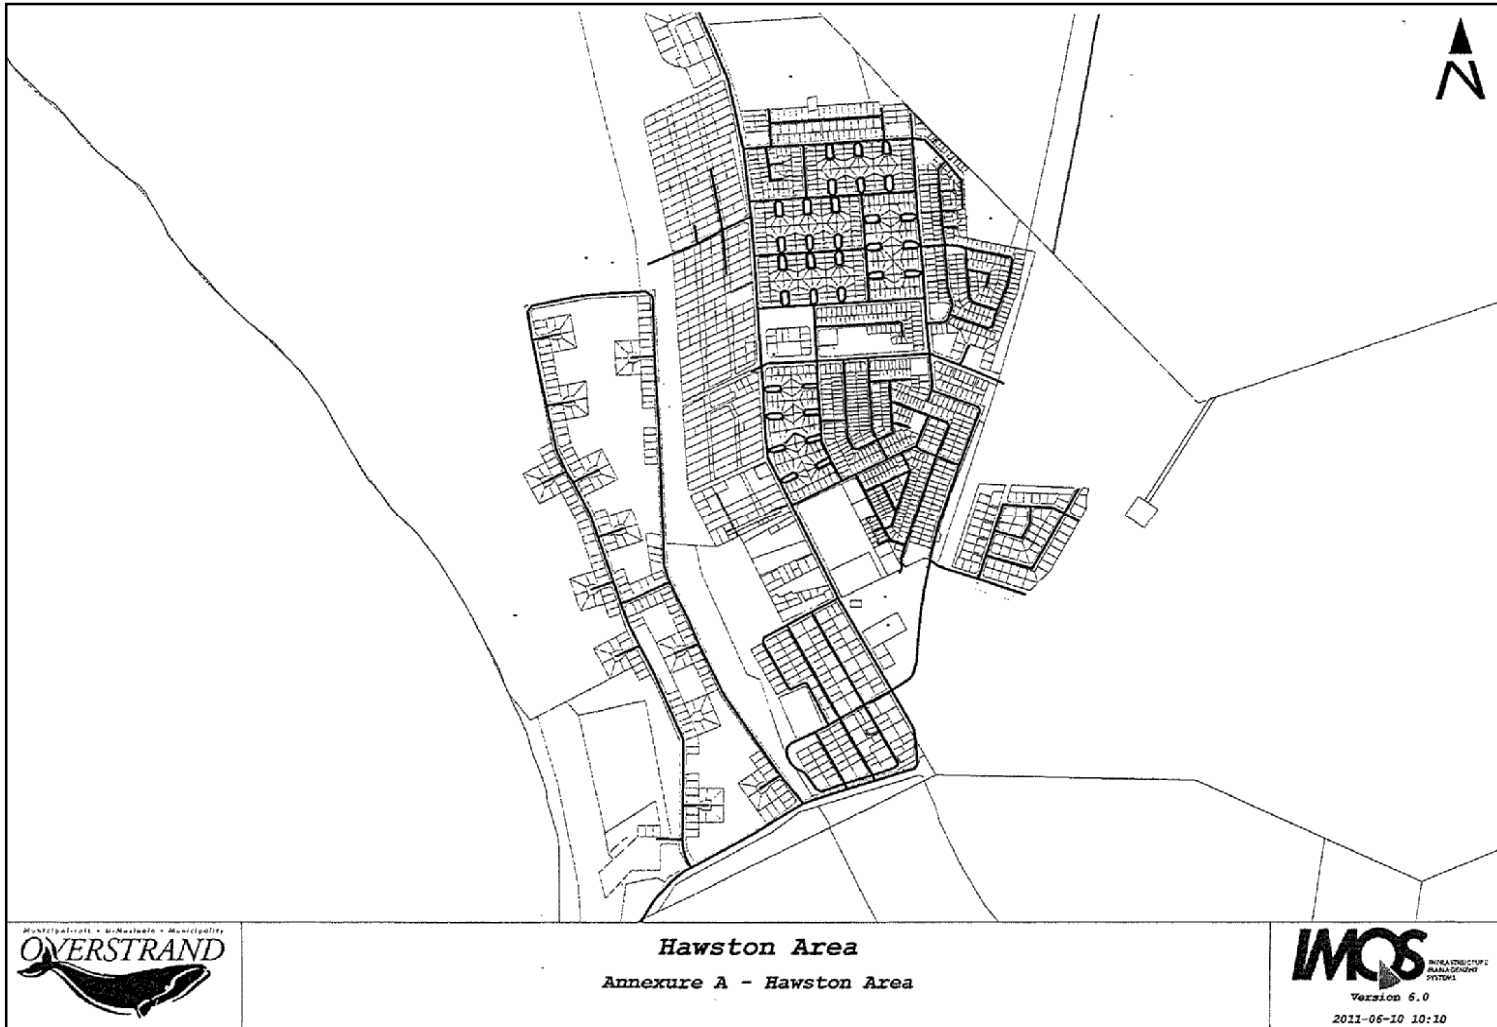 N
Munisipaliteit • U-Masipala • Municipality
OVERSTRAND
Hawston Area
Annexure A - Hawston Area
IMQS
INFRASTRUCTURE
MANAGEMENT
SYSTEMS
Version 6.0
2011-06-10 10:10